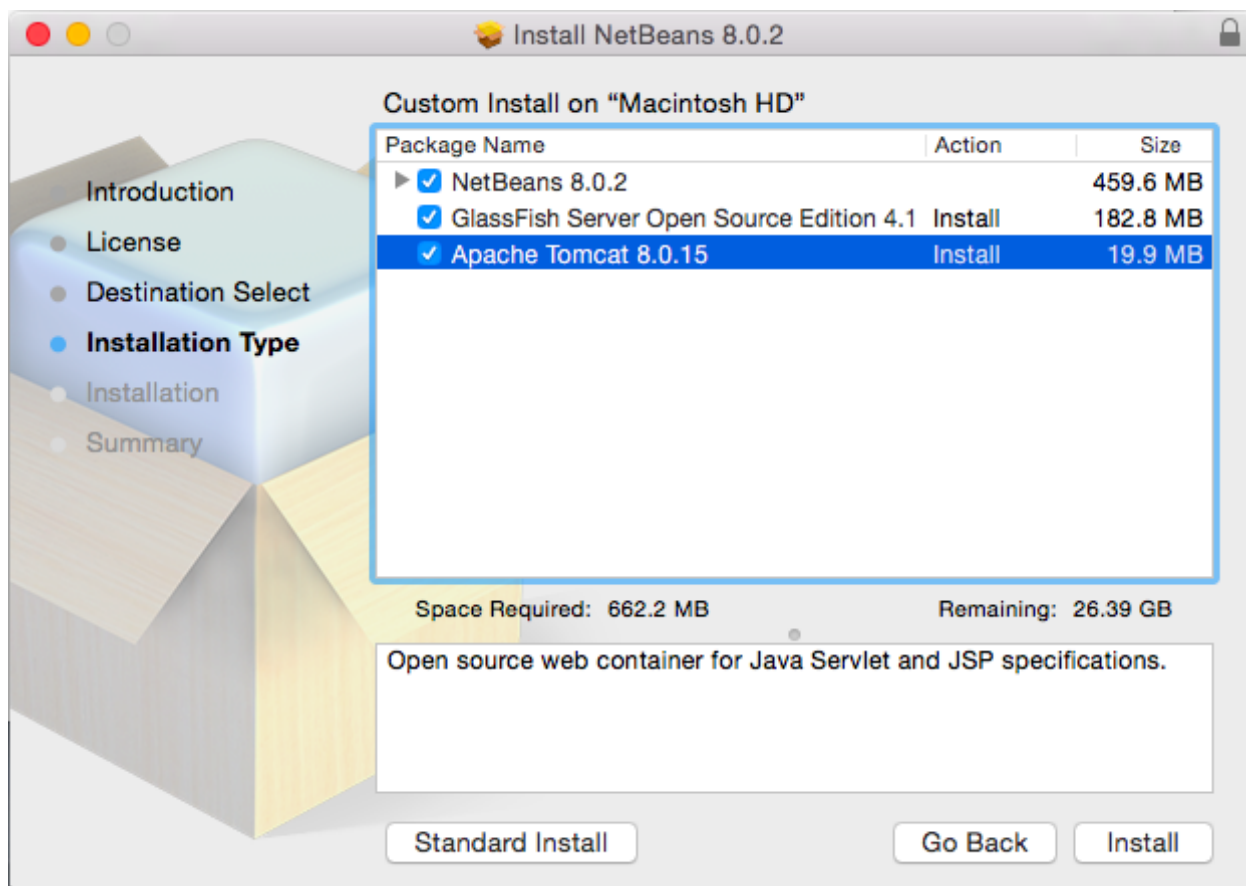 Install NetBeans 8.0.2
Custom Install on “Macintosh HD”
Introduction
License
Destination Select
Installation Type
Installation
Summary
Package Name Action Size
NetBeans 8.0.2 459.6 MB
GlassFish Server Open Source Edition 4.1 Install 182.8 MB
Apache Tomcat 8.0.15 Install 19.9 MB
Space Required: 662.2 MB Remaining: 26.39 GB
Open source web container for Java Servlet and JSP specifications.
Standard Install Go Back Install